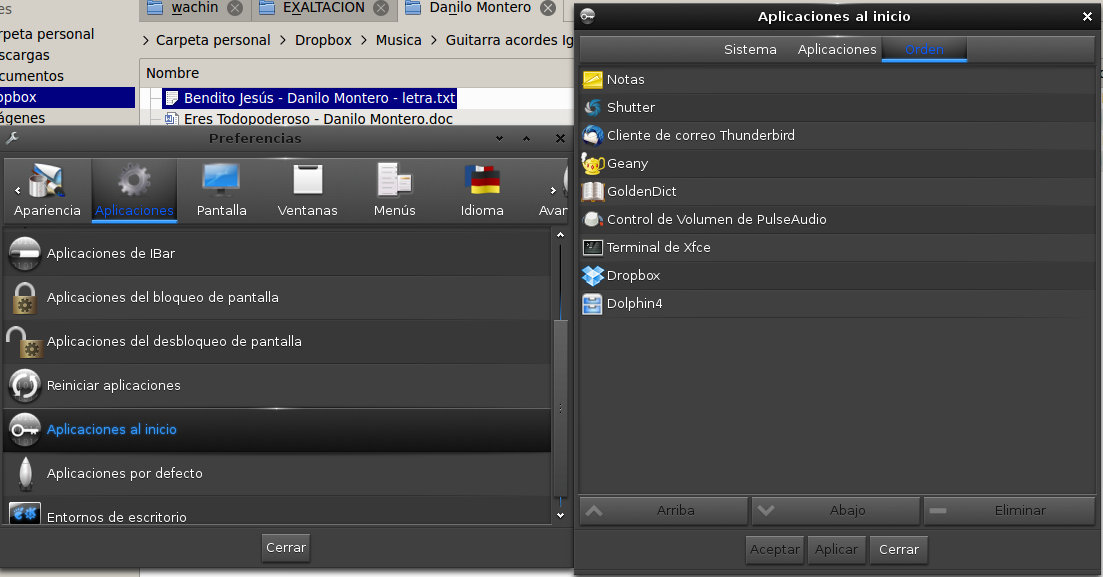 es
wachin
EXALTACION
Danilo Montero
rpeta personal
scargas
cumentos
opbox
ágenes
> Carpeta personal > Dropbox > Musica > Guitarra acordes Ig
Nombre
Bendito Jesús - Danilo Montero - letra.txt
Eres Todopoderoso - Danilo Montero.doc
Preferencias
Apariencia
Aplicaciones
Pantalla
Ventanas
Menús
Idioma
Avan
Aplicaciones de IBar
Aplicaciones del bloqueo de pantalla
Aplicaciones del desbloqueo de pantalla
Reiniciar aplicaciones
Aplicaciones al inicio
Aplicaciones por defecto
Entornos de escritorio
Cerrar
Aplicaciones al inicio
Sistema
Aplicaciones
Orden
Notas
Shutter
Cliente de correo Thunderbird
Geany
GoldenDict
Control de Volumen de PulseAudio
Terminal de Xfce
Dropbox
Dolphin4
Arriba
Abajo
Eliminar
Aceptar
Aplicar
Cerrar